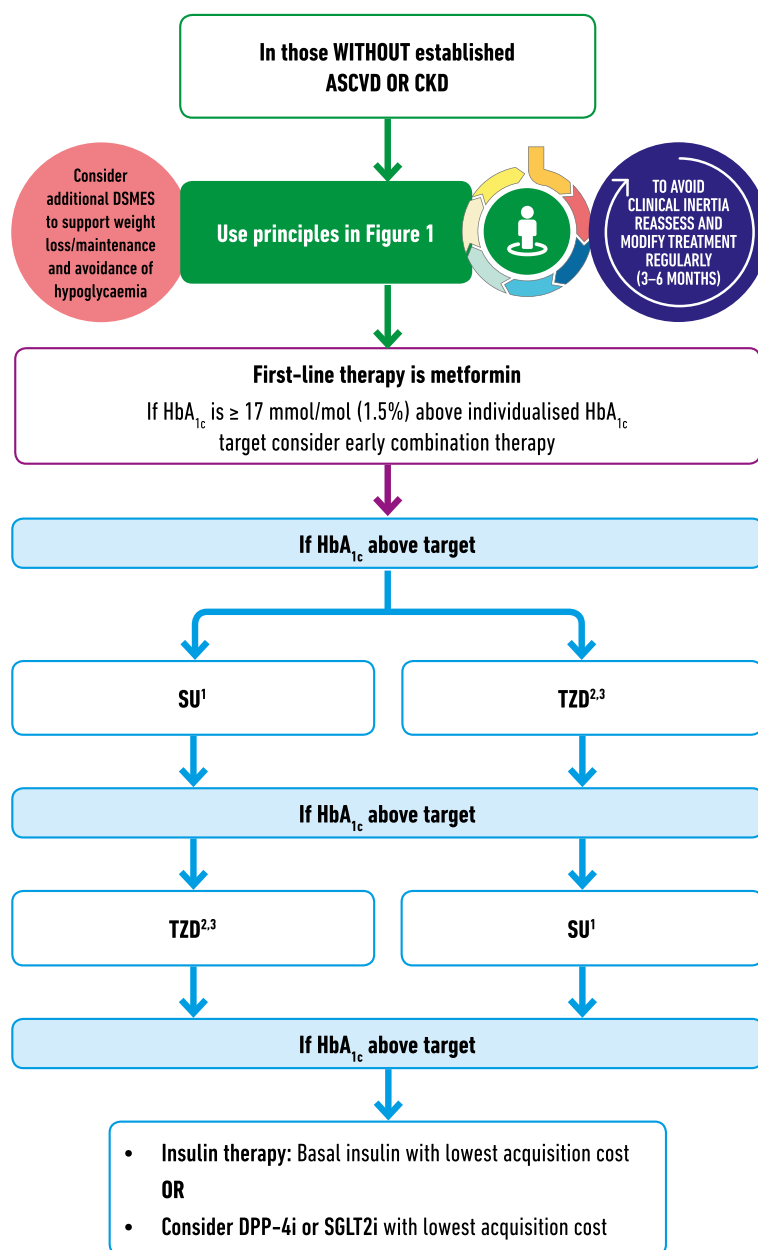 In those WITHOUT established
ASCVD OR CKD
Consider
additional DSMES
to support weight
loss/maintenance
and avoidance of
hypoglycaemia
Use principles in Figure 1
TO AVOID
CLINICAL INERTIA
REASSESS AND
MODIFY TREATMENT
REGULARLY
(3–6 MONTHS)
First-line therapy is metformin
If HbA1c is ≥ 17 mmol/mol (1.5%) above individualised HbA1c
target consider early combination therapy
If HbA1c above target
SU1
TZD2,3
If HbA1c above target
TZD2,3
SU1
If HbA1c above target
• Insulin therapy: Basal insulin with lowest acquisition cost
OR
• Consider DPP-4i or SGLT2i with lowest acquisition cost